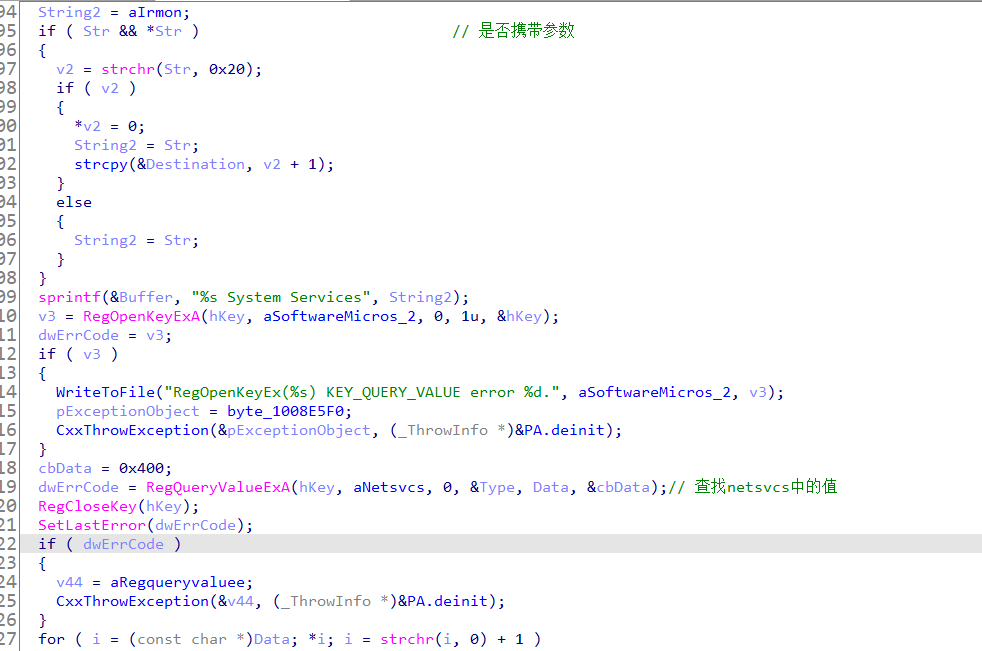 94 String2 = aIrmon;
95 if ( Str && *Str ) // 是否携带参数
96 {
97 v2 = strchr(Str, 0x20);
98 if ( v2 )
99 {
00 *v2 = 0;
01 String2 = Str;
02 strcpy(&Destination, v2 + 1);
03 }
04 else
05 {
06 String2 = Str;
07 }
08 }
09 sprintf(&Buffer, "%s System Services", String2);
10 v3 = RegOpenKeyExA(hKey, aSoftwareMicros_2, 0, 1u, &hKey);
11 dwErrCode = v3;
12 if ( v3 )
13 {
14 WriteToFile("RegOpenKeyEx(%s) KEY_QUERY_VALUE error %d.", aSoftwareMicros_2, v3);
15 pExceptionObject = byte_1008E5F0;
16 CxxThrowException(&pExceptionObject, (_ThrowInfo *)&PA.deinit);
17 }
18 cbData = 0x400;
19 dwErrCode = RegQueryValueExA(hKey, aNetsvcs, 0, &Type, Data, &cbData);// 查找netsvcs中的值
20 RegCloseKey(hKey);
21 SetLastError(dwErrCode);
22 if ( dwErrCode )
23 {
24 v44 = aRegqueryvaluee;
25 CxxThrowException(&v44, (_ThrowInfo *)&PA.deinit);
26 }
27 for ( i = (const char *)Data; *i; i = strchr(i, 0) + 1 )